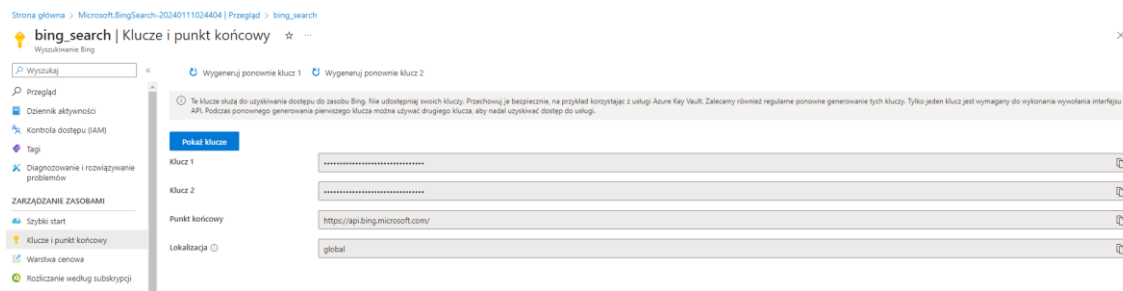 Strona główna > Microsoft.BingSearch-20240111024404 | Przegląd > bing_search
bing_search | Klucze i punkt końcowy
Wyszukiwanie Bing
Wyszukaj
Wygeneruj ponownie klucz 1
Wygeneruj ponownie klucz 2
Przegląd
Dziennik aktywności
Kontrola dostępu (IAM)
Tagi
Diagnozowanie i rozwiązywanie
problemów
ZARZĄDZANIE ZASOBAMI
Szybki start
Klucze i punkt końcowy
Warstwa cenowa
Rozliczanie według subskrypcji
Te klucze służą do uzyskiwania dostępu do zasobu Bing. Nie udostępniaj swoich kluczy. Przechowuj je bezpiecznie, na przykład korzystając z usługi Azure Key Vault. Zalecamy również regularne ponowne generowanie tych kluczy. Tylko jeden klucz jest wymagany do wykonania wywołania interfejsu
API. Podczas ponownego generowania pierwszego klucza można używać drugiego klucza, aby nadal uzyskiwać dostęp do usługi.
Pokaż klucze
Klucz 1
••••••••••••••••••••••••••••••••
Klucz 2
••••••••••••••••••••••••••••••••
Punkt końcowy
https://api.bing.microsoft.com/
Lokalizacja
global